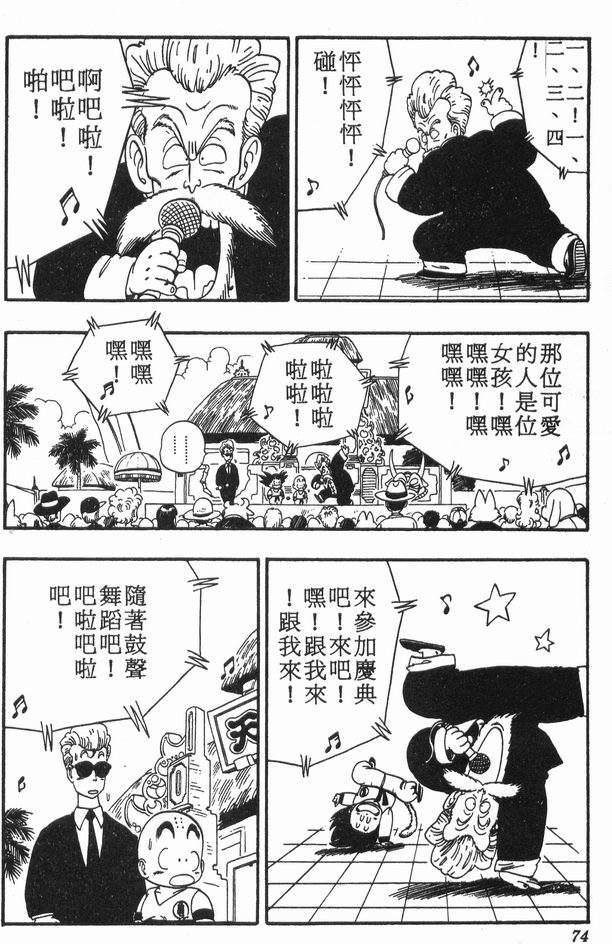 一、二！一、
二、三、四
！
怦怦怦怦！
碰！
啊吧啦！
吧啦！
啪！
那位可愛
的人是位
女孩！嘿
嘿嘿！嘿
嘿嘿！
啦啦啦
啦啦！
……
嘿嘿
嘿！
來參加慶典
吧！來吧！
嘿！跟我來
！跟我來！
隨著鼓聲
舞蹈吧！
吧啦吧啦
吧！
天
74